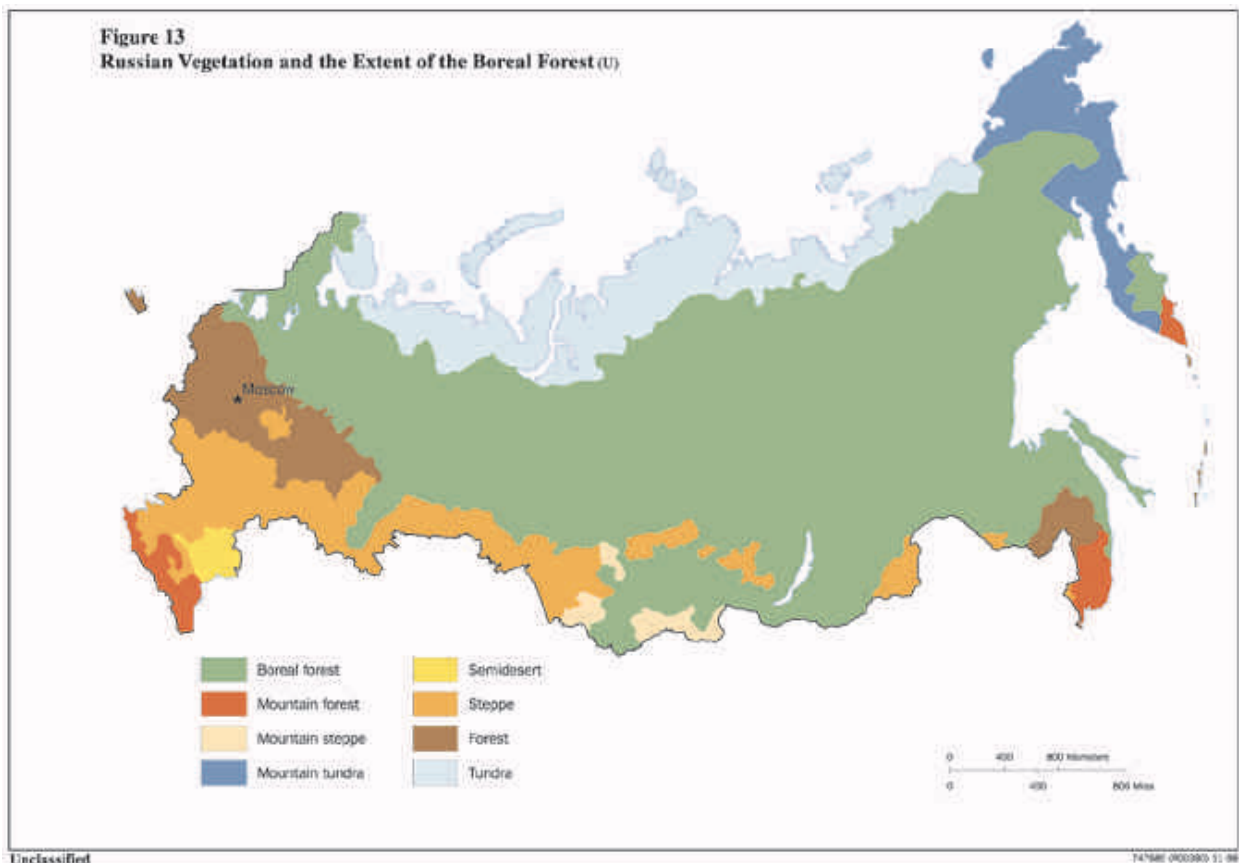 Figure 13
Russian Vegetation and the Extent of the Boreal Forest (U)
Moscow
Boreal forest
Mountain forest
Mountain steppe
Mountain tundra
Semidesert
Steppe
Forest
Tundra
0 400 800 Kilometers
0 400 800 Miles
Unclassified